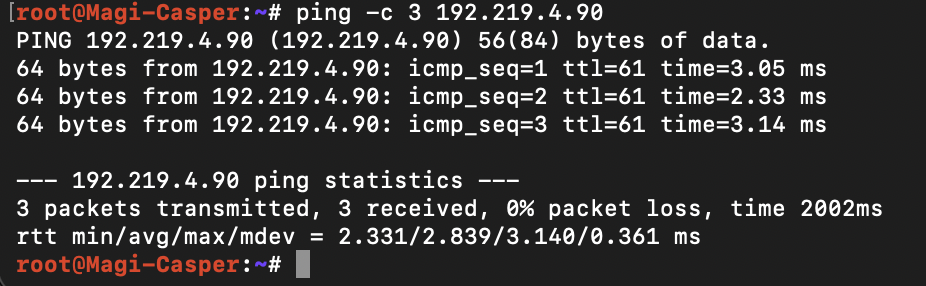 [root@Magi-Casper:~# ping -c 3 192.219.4.90
PING 192.219.4.90 (192.219.4.90) 56(84) bytes of data.
64 bytes from 192.219.4.90: icmp_seq=1 ttl=61 time=3.05 ms
64 bytes from 192.219.4.90: icmp_seq=2 ttl=61 time=2.33 ms
64 bytes from 192.219.4.90: icmp_seq=3 ttl=61 time=3.14 ms

--- 192.219.4.90 ping statistics ---
3 packets transmitted, 3 received, 0% packet loss, time 2002ms
rtt min/avg/max/mdev = 2.331/2.839/3.140/0.361 ms
root@Magi-Casper:~#